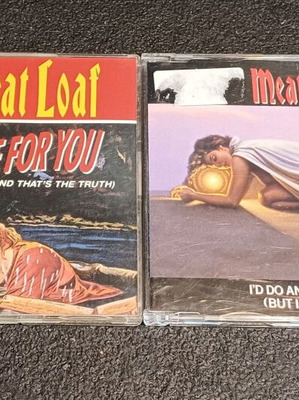 eat Loaf
FOR YOU
ND THAT'S THE TRUTH)
Mea
I'D DO AN
(BUT I